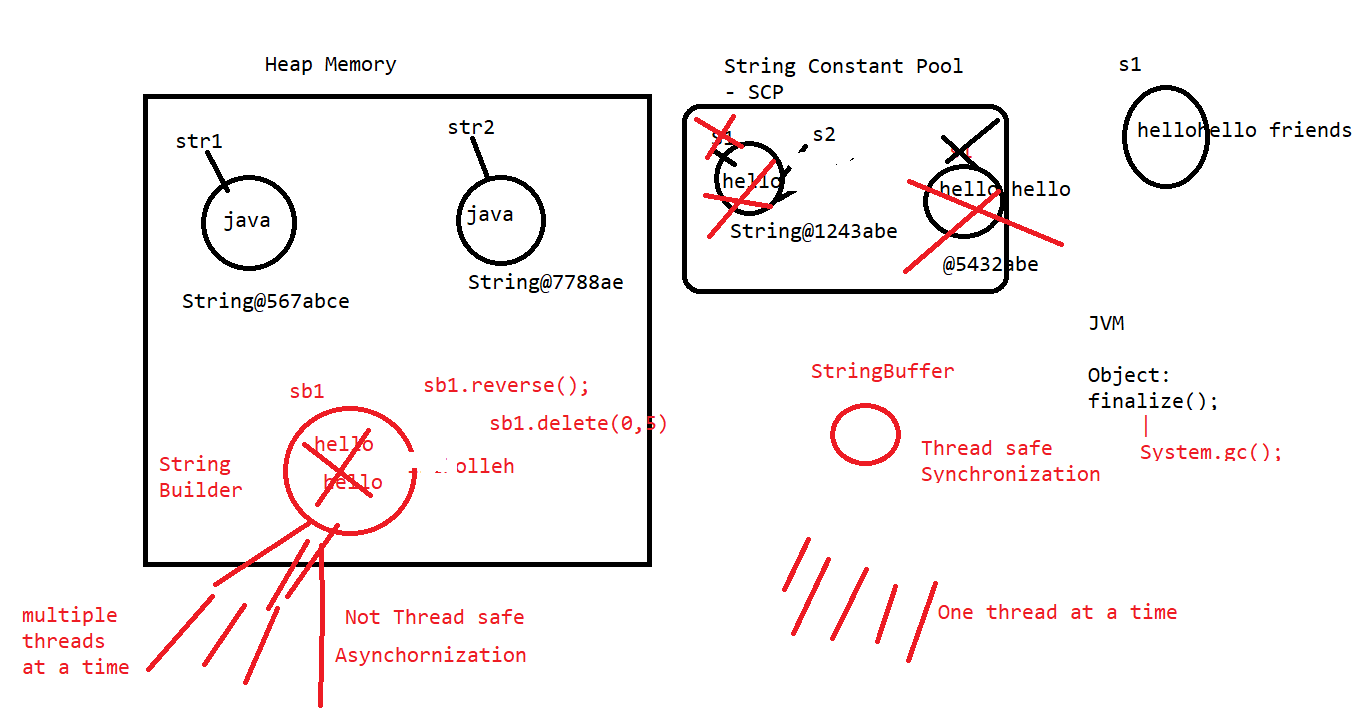 Heap Memory
str1
java
String@567abce
str2
java
String@7788ae
sb1
sb1.reverse();
sb1.delete(0,5)
hello
hello
olleh
String
Builder
multiple
threads
at a time
Not Thread safe
Asynchornization
String Constant Pool
- SCP
s1
s2
hello
String@1243abe
hello hello
@5432abe
s1
hellohello friends
StringBuffer
Thread safe
Synchronization
One thread at a time
JVM
Object:
finalize();
|
System.gc();